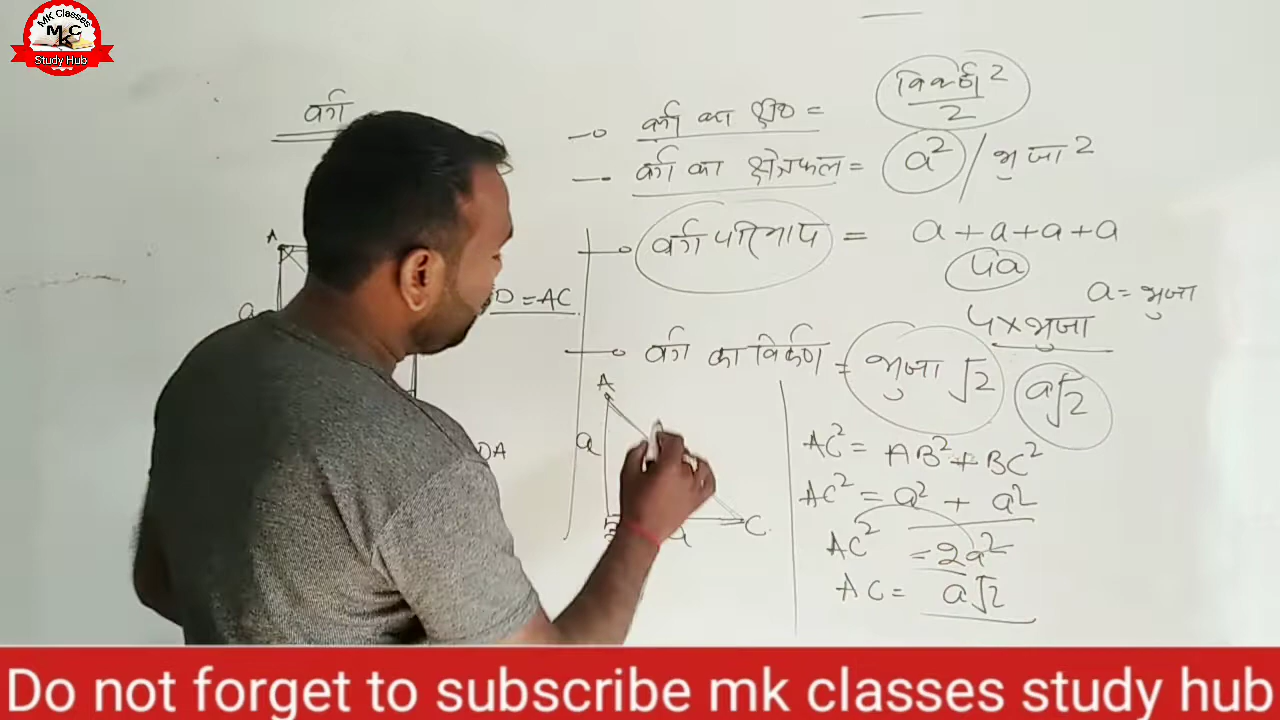 MK Classes
MKC
Study Hub
वर्ग
वर्ग का क्षे० = विकर्ण² / 2
वर्ग का क्षेत्रफल = a² / भुजा²
वर्ग परिमाप = a + a + a + a
4a
a = भुजा
4 × भुजा
वर्ग का विकर्ण = भुजा √2 a√2
A
a
D = AC
DA
A
a
a
C
AC² = AB² + BC²
AC² = a² + a²
AC² = 2a²
AC = a√2
Do not forget to subscribe mk classes study hub